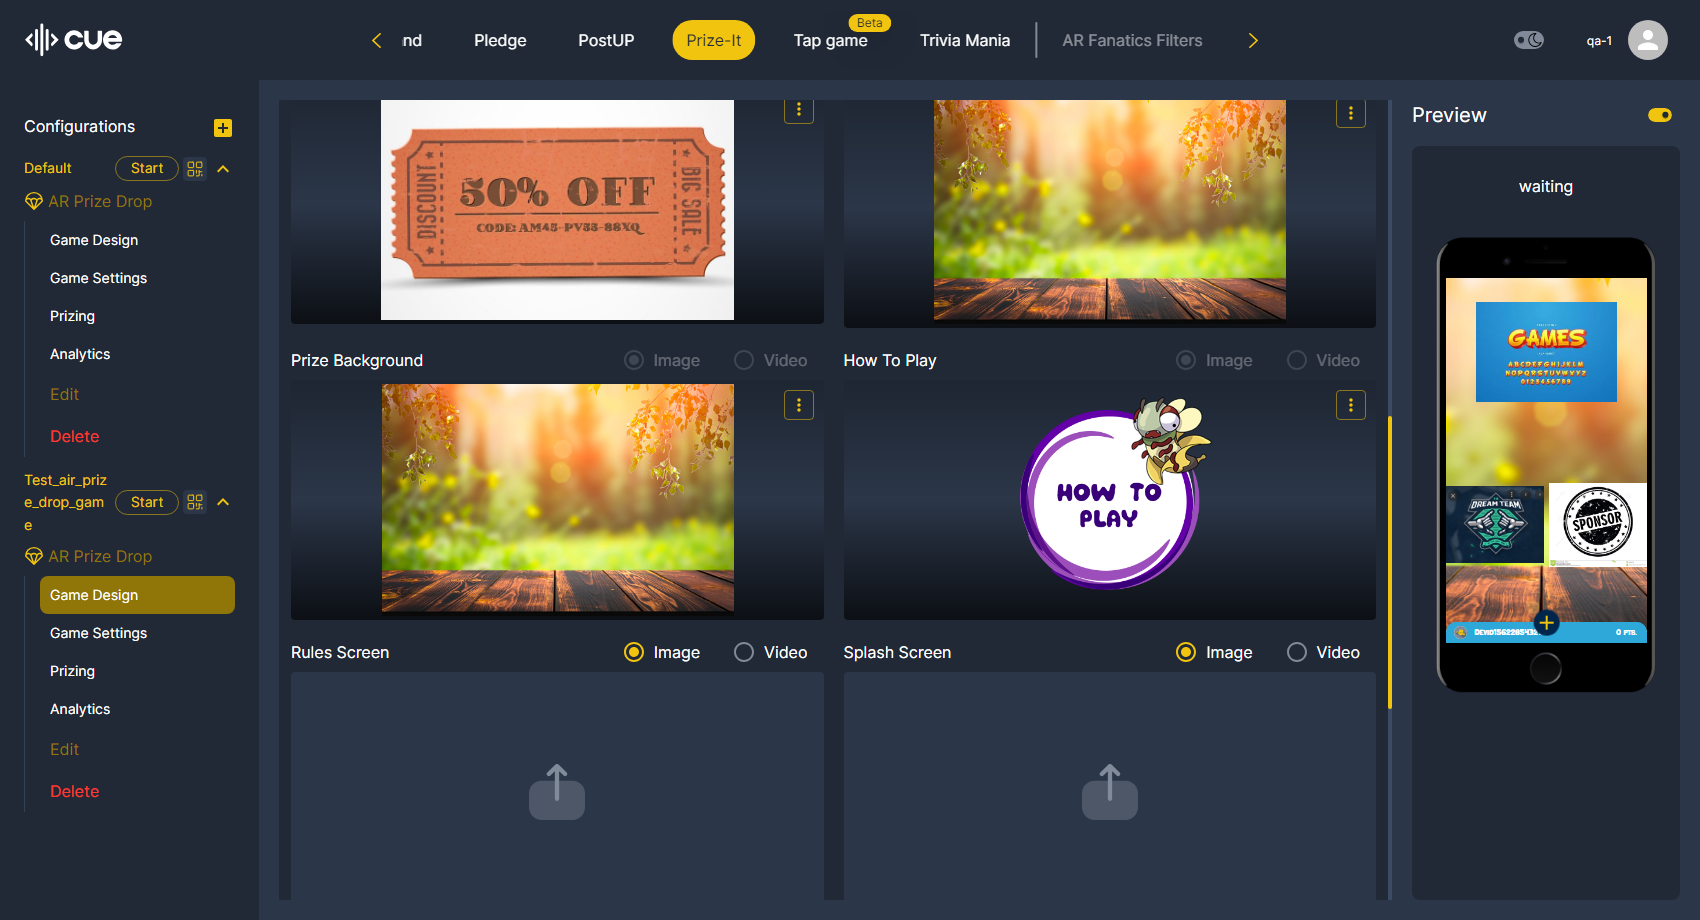 cue
nd
Pledge
PostUP
Prize-It
Beta
Tap game
Trivia Mania
AR Fanatics Filters
qa-1
Configurations
Default
Start
AR Prize Drop
Game Design
Game Settings
Prizing
Analytics
Edit
Delete
Test_air_priz
e_drop_gam
e
Start
AR Prize Drop
Game Design
Game Settings
Prizing
Analytics
Edit
Delete
DISCOUNT
50% OFF
CODE: AM45-PV33-88XQ
BIG SALE
Prize Background
Image
Video
How To Play
Image
Video
HOW TO
PLAY
Rules Screen
Image
Video
Splash Screen
Image
Video
Preview
waiting
GAMES
ABCDEFGHIJKLM
NOPQRSTUVWXYZ
0123456789
DREAM TEAM
SPONSOR
0 PTS.